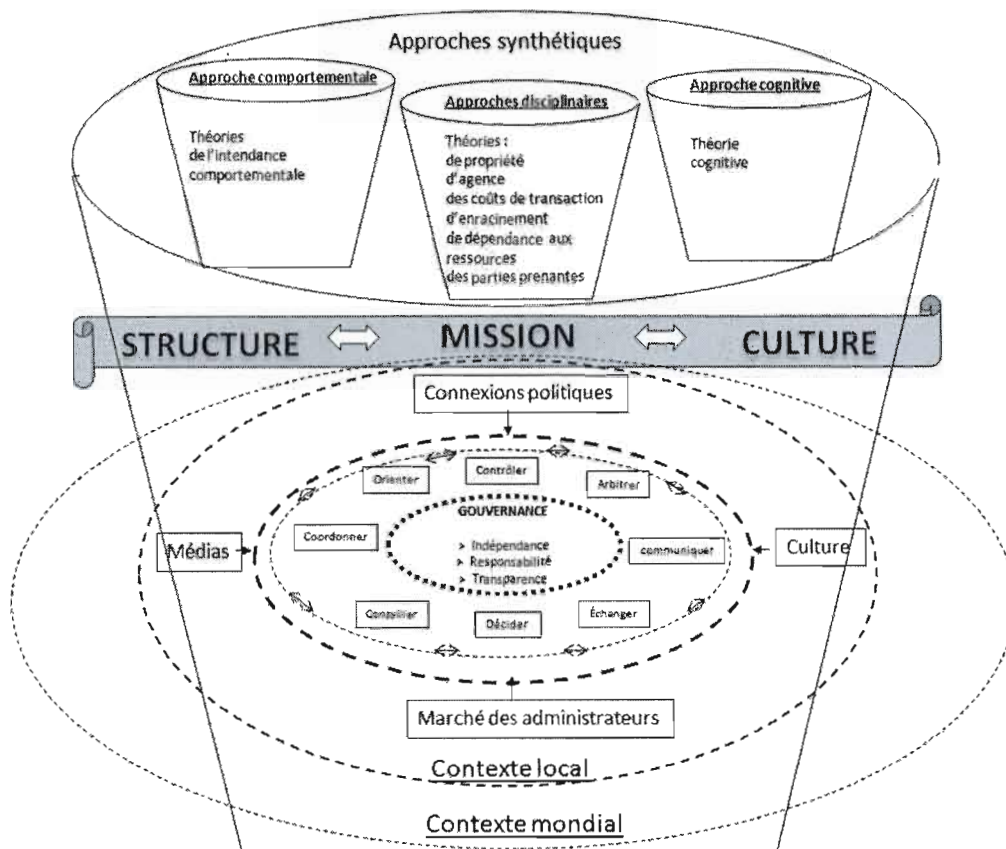 Approches synthétiques
Approche comportementale
Théories
de l'intendance
comportementale
Approches disciplinaires
Théories :
de propriété
d'agence
des coûts de transaction
d'enracinement
de dépendance aux
ressources
des parties prenantes
Approche cognitive
Théorie
cognitive
STRUCTURE MISSION CULTURE
Connexions politiques
Orienter
Contrôler
Arbitrer
Médias
Coordonner
GOUVERNANCE
➢ Indépendance
➢ Responsabilité
➢ Transparence
communiquer
Culture
Conseiller
Décider
Échanger
Marché des administrateurs
Contexte local
Contexte mondial